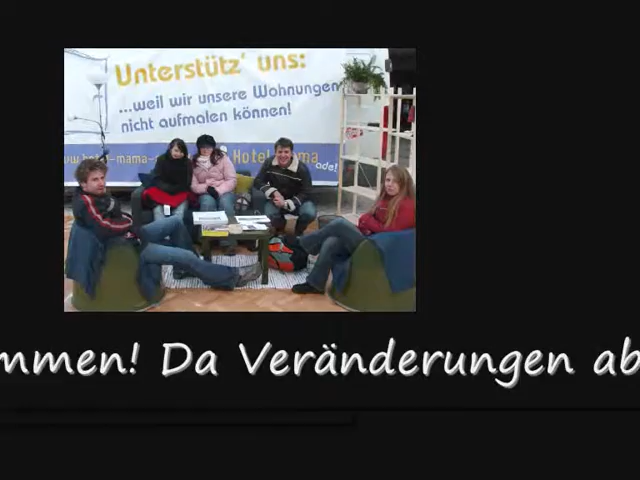 Unterstütz' uns:
...weil wir unsere Wohnungen
nicht aufmalen können!
Hotel Mama
ade!
mmen! Da Veränderungen ab